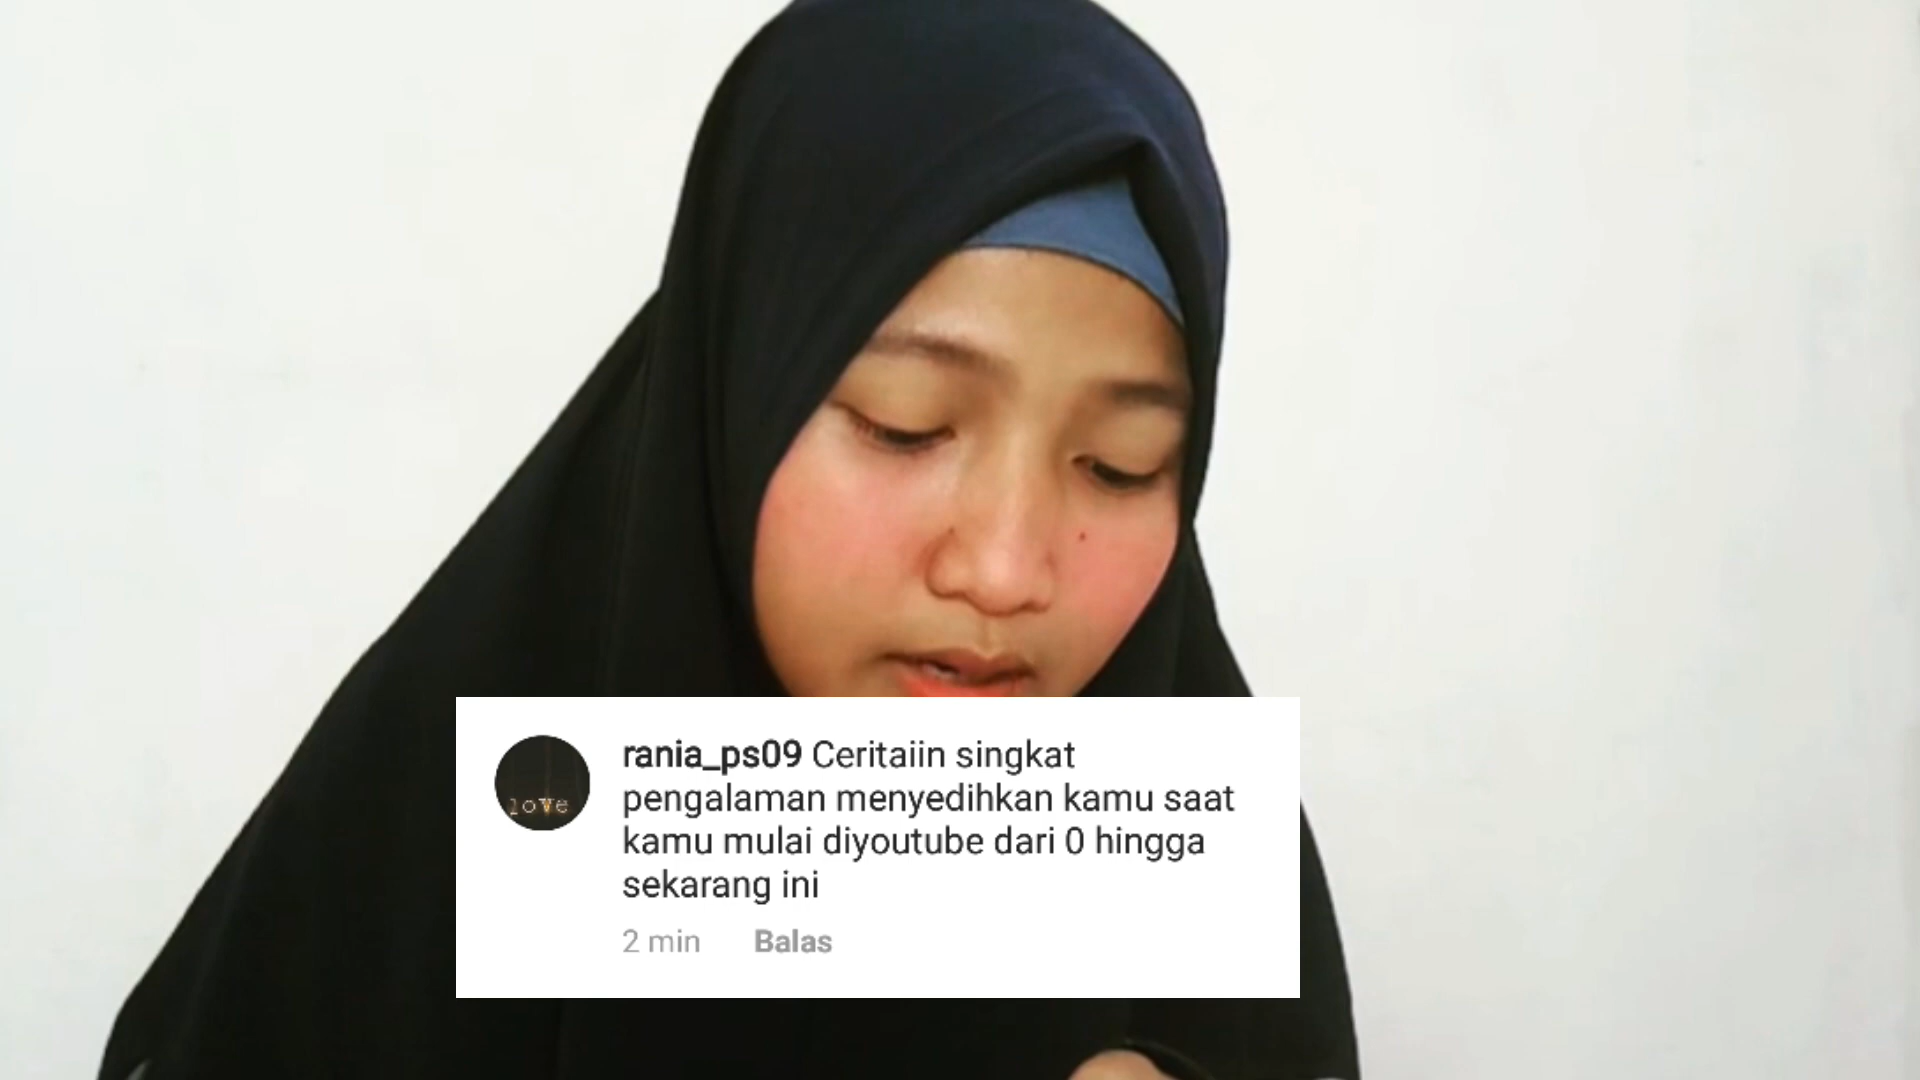 rania_ps09 Ceritaiin singkat
pengalaman menyedihkan kamu saat
kamu mulai diyoutube dari 0 hingga
sekarang ini
2 min Balas
love